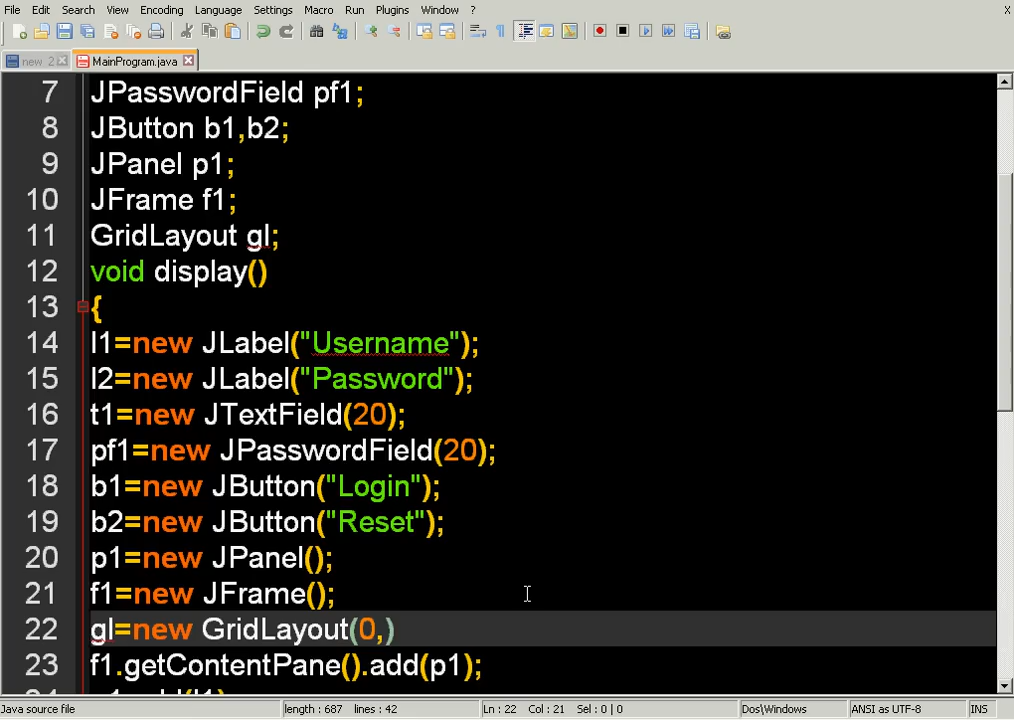 File Edit Search View Encoding Language Settings Macro Run Plugins Window ? X
new 2 MainProgram.java
7 JPasswordField pf1;
8 JButton b1,b2;
9 JPanel p1;
10 JFrame f1;
11 GridLayout gl;
12 void display()
13 {
14 l1=new JLabel("Username");
15 l2=new JLabel("Password");
16 t1=new JTextField(20);
17 pf1=new JPasswordField(20);
18 b1=new JButton("Login");
19 b2=new JButton("Reset");
20 p1=new JPanel();
21 f1=new JFrame();
22 gl=new GridLayout(0,)
23 f1.getContentPane().add(p1);
Java source file length : 687 lines : 42 Ln : 22 Col : 21 Sel : 0 | 0 Dos\Windows ANSI as UTF-8 INS